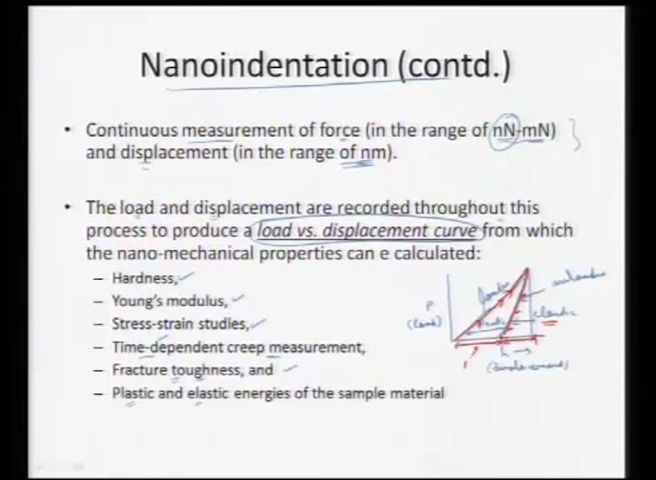 Nanoindentation (contd.)
• Continuous measurement of force (in the range of nN-mN)
and displacement (in the range of nm).
• The load and displacement are recorded throughout this
process to produce a load vs. displacement curve from which
the nano-mechanical properties can e calculated:
– Hardness,
– Young's modulus,
– Stress-strain studies,
– Time-dependent creep measurement,
– Fracture toughness, and
– Plastic and elastic energies of the sample material
P
(load)
elastic
h →
(displacement)